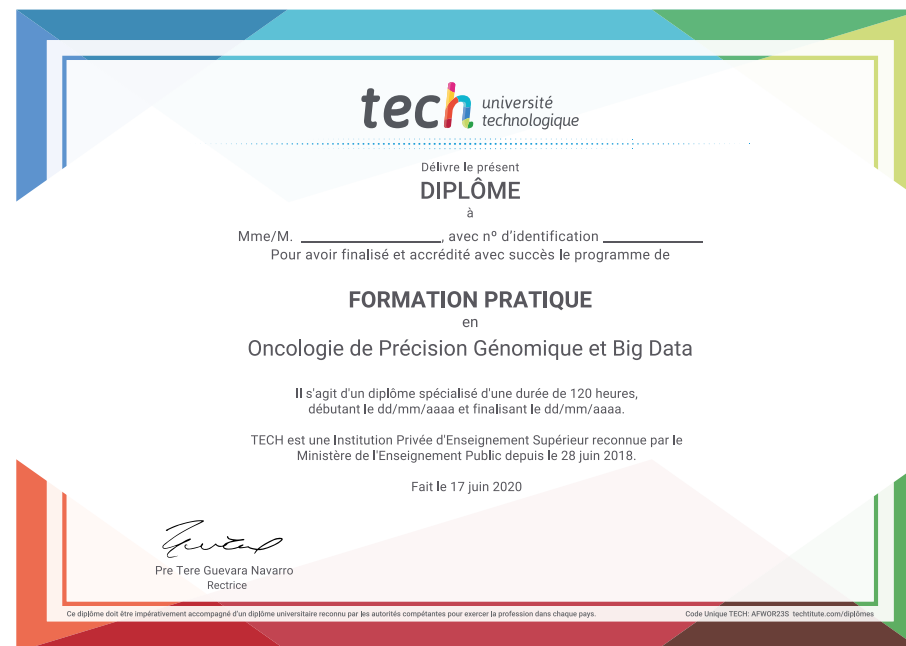 tech université
technologique
Délivre le présent
DIPLÔME
à
Mme/M. ____________________, avec nº d'identification ______________
Pour avoir finalisé et accrédité avec succès le programme de
FORMATION PRATIQUE
en
Oncologie de Précision Génomique et Big Data
Il s'agit d'un diplôme spécialisé d'une durée de 120 heures,
débutant le dd/mm/aaaa et finalisant le dd/mm/aaaa.
TECH est une Institution Privée d'Enseignement Supérieur reconnue par le
Ministère de l'Enseignement Public depuis le 28 juin 2018.
Fait le 17 juin 2020
Pre Tere Guevara Navarro
Rectrice
Ce diplôme doit être impérativement accompagné d'un diplôme universitaire reconnu par les autorités compétantes pour exercer la profession dans chaque pays.
Code Unique TECH: AFWOR23S techtitute.com/diplômes